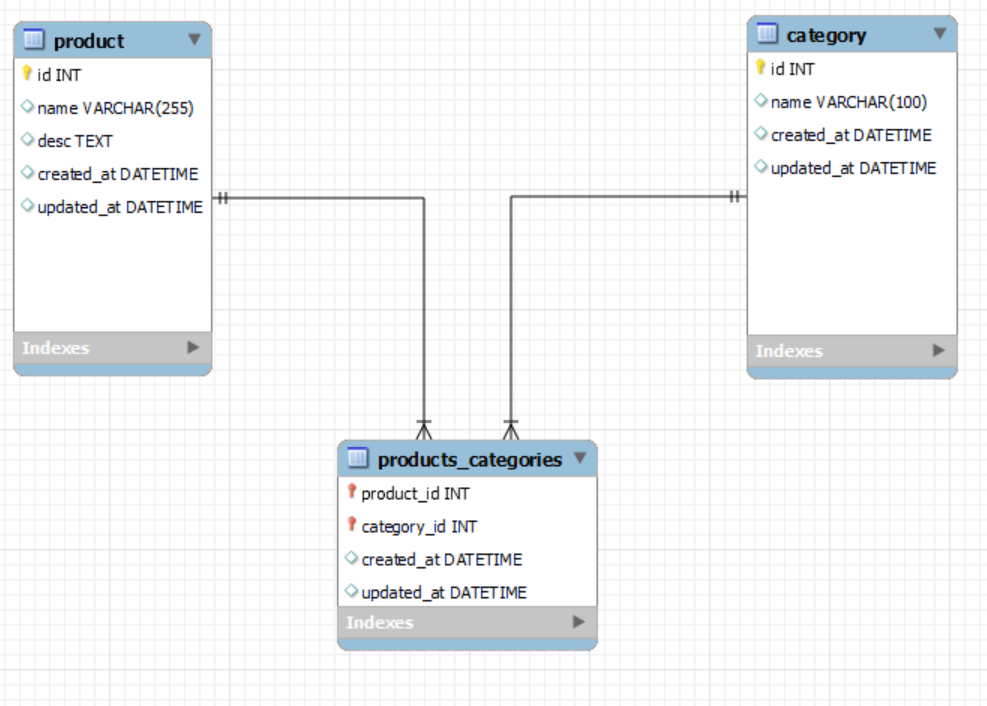 product
id INT
name VARCHAR(255)
desc TEXT
created_at DATETIME
updated_at DATETIME
Indexes
category
id INT
name VARCHAR(100)
created_at DATETIME
updated_at DATETIME
Indexes
products_categories
product_id INT
category_id INT
created_at DATETIME
updated_at DATETIME
Indexes